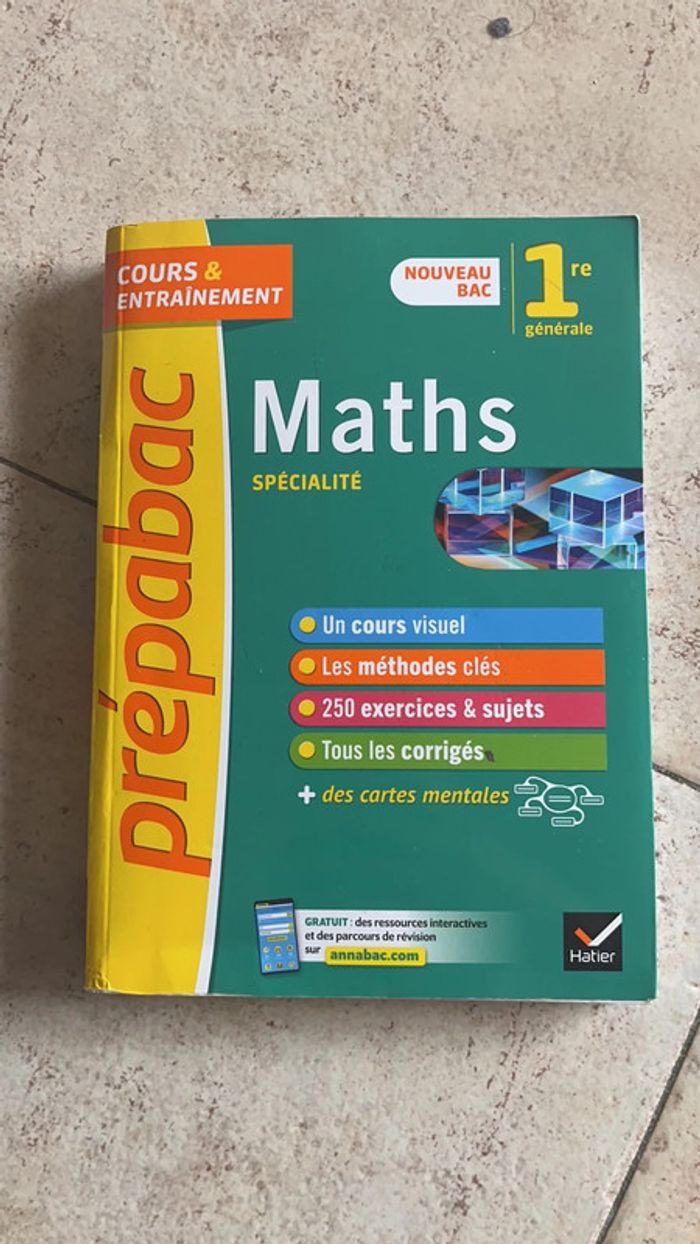 COURS &
ENTRAÎNEMENT
NOUVEAU
BAC
1re
générale
prépabac
Maths
SPÉCIALITÉ
Un cours visuel
Les méthodes clés
250 exercices & sujets
Tous les corrigés
+ des cartes mentales
GRATUIT : des ressources interactives
et des parcours de révision
sur annabac.com
Hatier